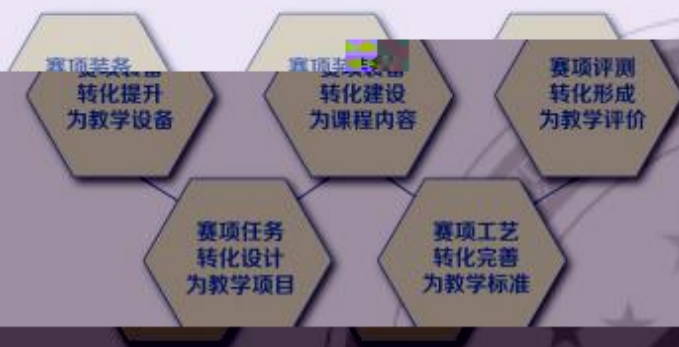 赛项装备
转化提升
为教学设备
赛项装备
转化建设
为课程内容
赛项评测
转化形成
为教学评价
赛项任务
转化设计
为教学项目
赛项工艺
转化完善
为教学标准